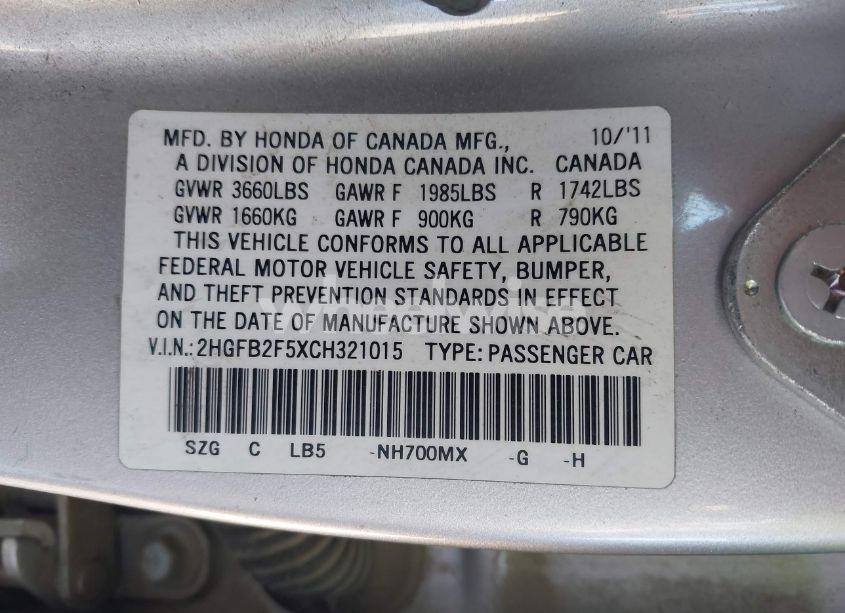 MFD. BY HONDA OF CANADA MFG., 10/'11
A DIVISION OF HONDA CANADA INC. CANADA
GVWR 3660LBS GAWR F 1985LBS R 1742LBS
GVWR 1660KG GAWR F 900KG R 790KG
THIS VEHICLE CONFORMS TO ALL APPLICABLE
FEDERAL MOTOR VEHICLE SAFETY, BUMPER,
AND THEFT PREVENTION STANDARDS IN EFFECT
ON THE DATE OF MANUFACTURE SHOWN ABOVE.
V.I.N.: 2HGFB2F5XCH321015 TYPE: PASSENGER CAR
SZG C LB5 -NH700MX -G -H